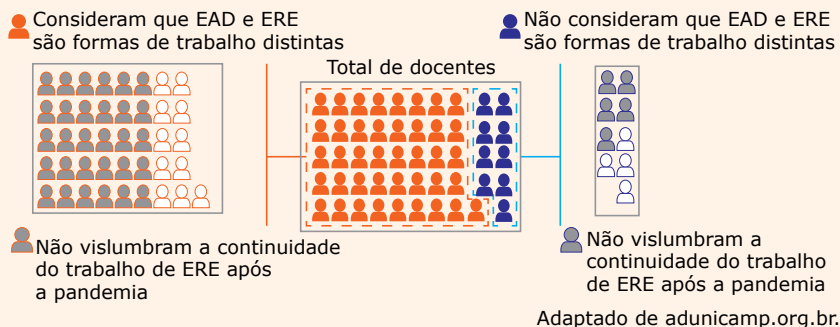 Consideram que EAD e ERE
são formas de trabalho distintas
Não consideram que EAD e ERE
são formas de trabalho distintas
Total de docentes
Não vislumbram a continuidade
do trabalho de ERE após
a pandemia
Não vislumbram a
continuidade do trabalho
de ERE após a pandemia
Adaptado de adunicamp.org.br.